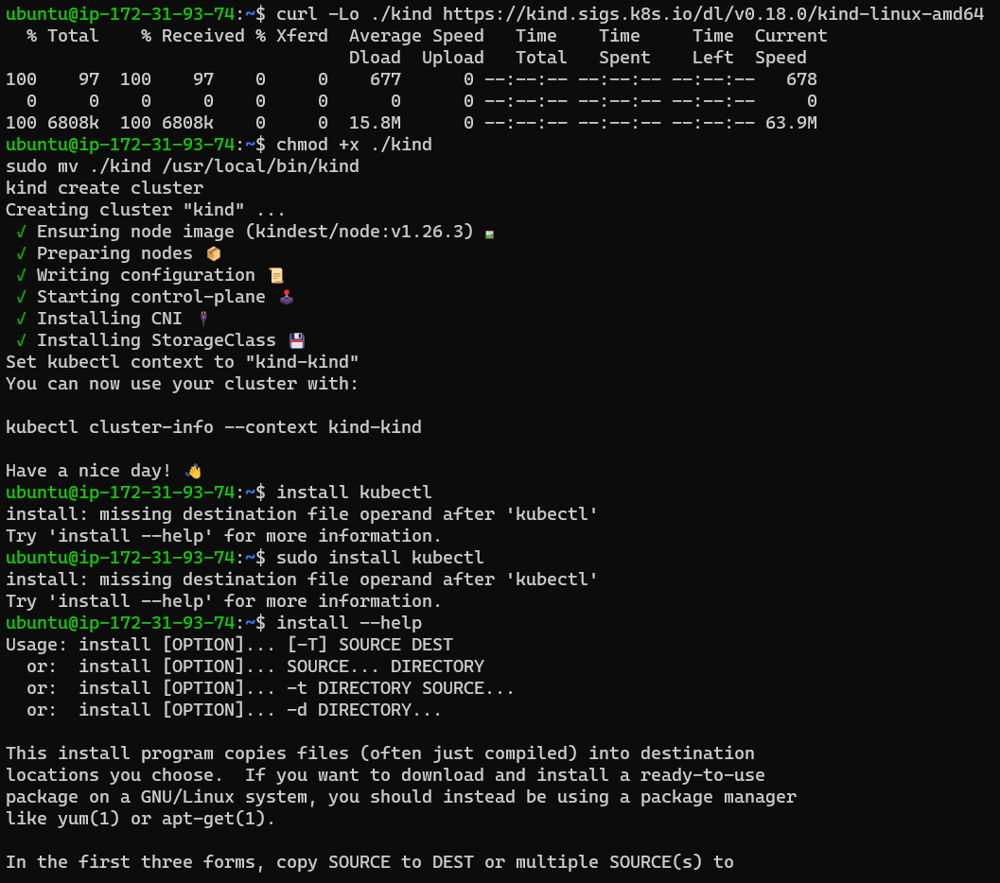 ubuntu@ip-172-31-93-74:~$ curl -Lo ./kind https://kind.sigs.k8s.io/dl/v0.18.0/kind-linux-amd64
  % Total    % Received % Xferd  Average Speed   Time    Time     Time  Current
                                 Dload  Upload   Total   Spent    Left  Speed
100    97  100    97    0     0    677      0 --:--:-- --:--:-- --:--:--   678
  0     0    0     0    0     0      0      0 --:--:-- --:--:-- --:--:--     0
100 6808k  100 6808k    0     0  15.8M      0 --:--:-- --:--:-- --:--:-- 63.9M
ubuntu@ip-172-31-93-74:~$ chmod +x ./kind
sudo mv ./kind /usr/local/bin/kind
kind create cluster
Creating cluster "kind" ...
 ✓ Ensuring node image (kindest/node:v1.26.3) 🖼
 ✓ Preparing nodes 📦
 ✓ Writing configuration 📜
 ✓ Starting control-plane 🕹️
 ✓ Installing CNI 🔌
 ✓ Installing StorageClass 💾
Set kubectl context to "kind-kind"
You can now use your cluster with:

kubectl cluster-info --context kind-kind

Have a nice day! 👋
ubuntu@ip-172-31-93-74:~$ install kubectl
install: missing destination file operand after 'kubectl'
Try 'install --help' for more information.
ubuntu@ip-172-31-93-74:~$ sudo install kubectl
install: missing destination file operand after 'kubectl'
Try 'install --help' for more information.
ubuntu@ip-172-31-93-74:~$ install --help
Usage: install [OPTION]... [-T] SOURCE DEST
  or:  install [OPTION]... SOURCE... DIRECTORY
  or:  install [OPTION]... -t DIRECTORY SOURCE...
  or:  install [OPTION]... -d DIRECTORY...

This install program copies files (often just compiled) into destination
locations you choose.  If you want to download and install a ready-to-use
package on a GNU/Linux system, you should instead be using a package manager
like yum(1) or apt-get(1).

In the first three forms, copy SOURCE to DEST or multiple SOURCE(s) to